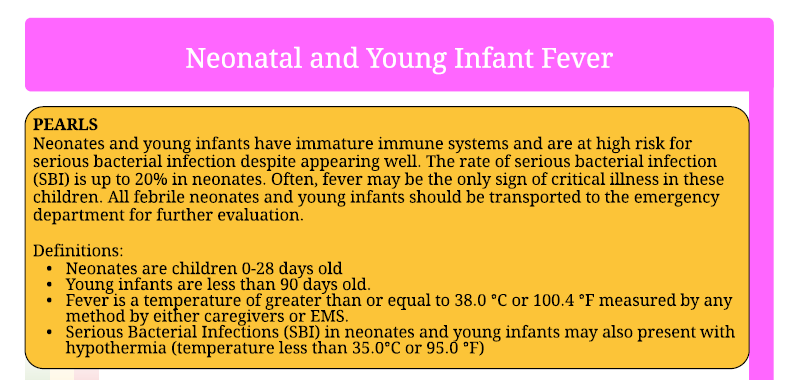 Neonatal and Young Infant Fever
PEARLS
Neonates and young infants have immature immune systems and are at high risk for
serious bacterial infection despite appearing well. The rate of serious bacterial infection
(SBI) is up to 20% in neonates. Often, fever may be the only sign of critical illness in these
children. All febrile neonates and young infants should be transported to the emergency
department for further evaluation.
Definitions:
• Neonates are children 0-28 days old
• Young infants are less than 90 days old.
• Fever is a temperature of greater than or equal to 38.0 °C or 100.4 °F measured by any
method by either caregivers or EMS.
• Serious Bacterial Infections (SBI) in neonates and young infants may also present with
hypothermia (temperature less than 35.0°C or 95.0 °F)